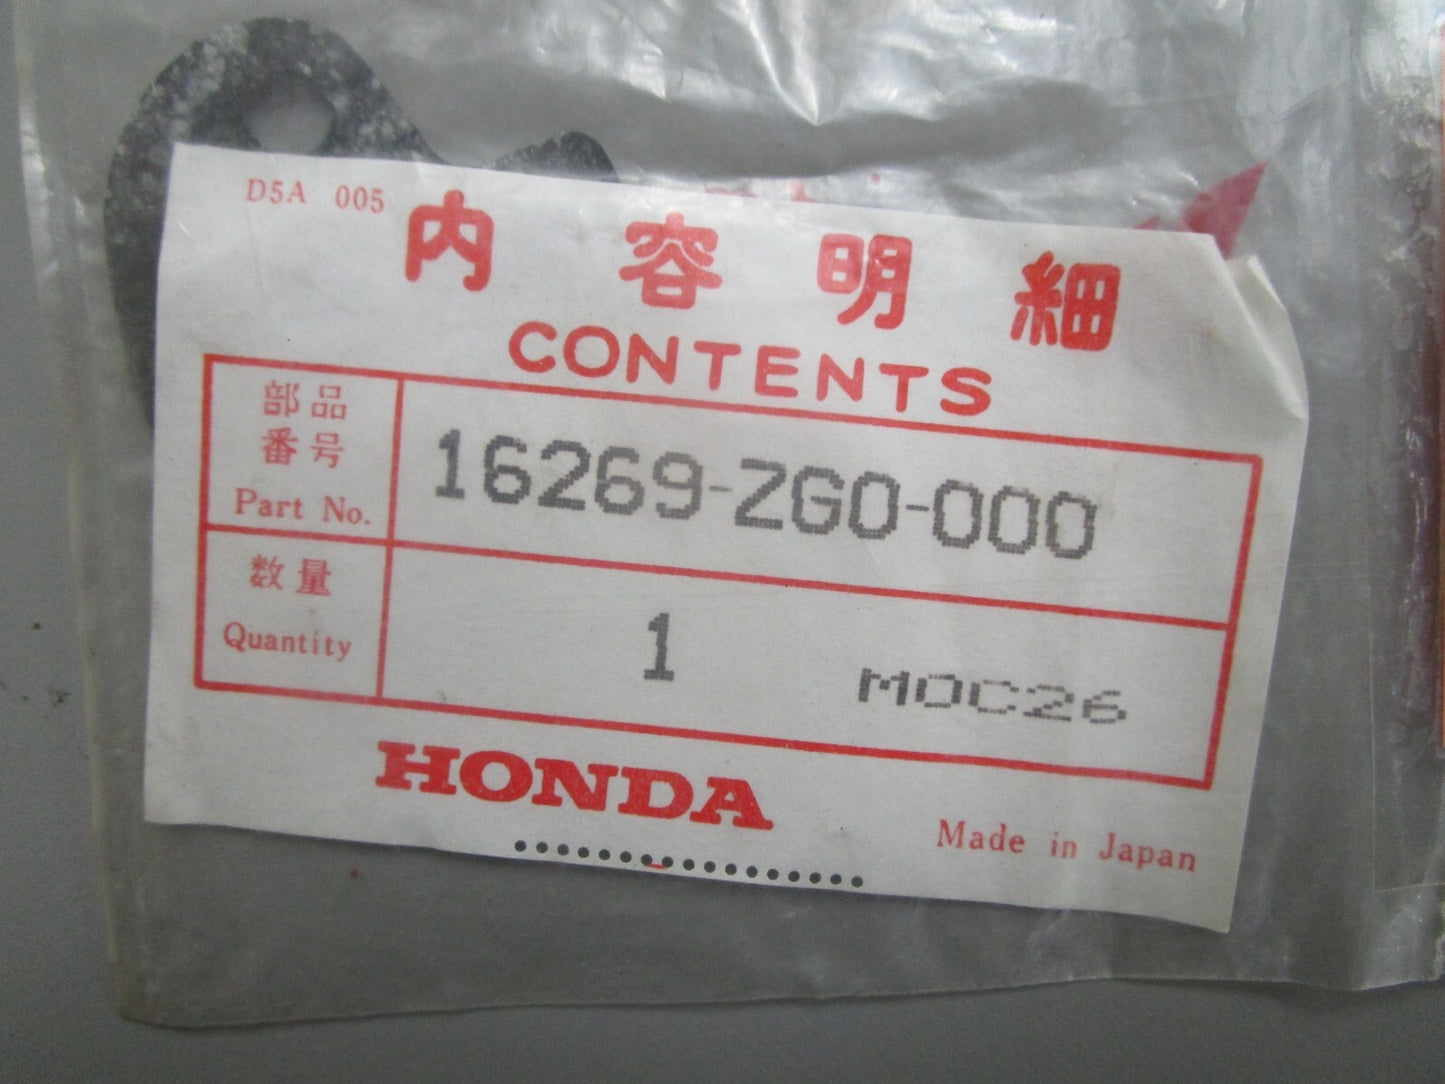 D5A 005
内容明細
CONTENTS
部品
番号
Part No.
16269-ZG0-000
数量
Quantity
1
MOC26
HONDA
Made in Japan